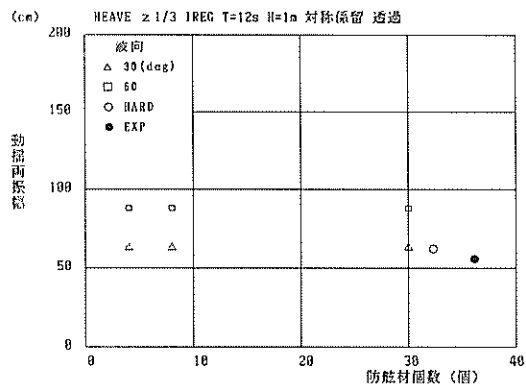 (cm) HEAVE z1/3 IREG T=12s H=1m 対称係留 透過
200
波向
△ 30(deg)
□ 60
○ HARD
● EXP
150
動揺両振幅
100
50
0
0 10 20 30 40
防舷材個数 (個)